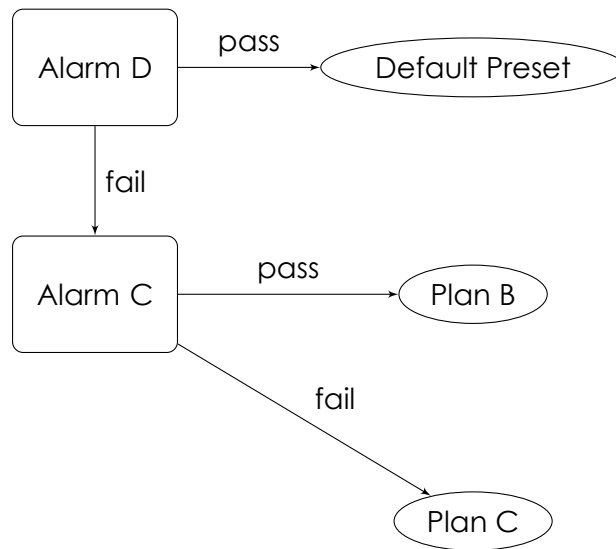 pass
Alarm D
Default Preset
fail
pass
Alarm C
Plan B
fail
Plan C